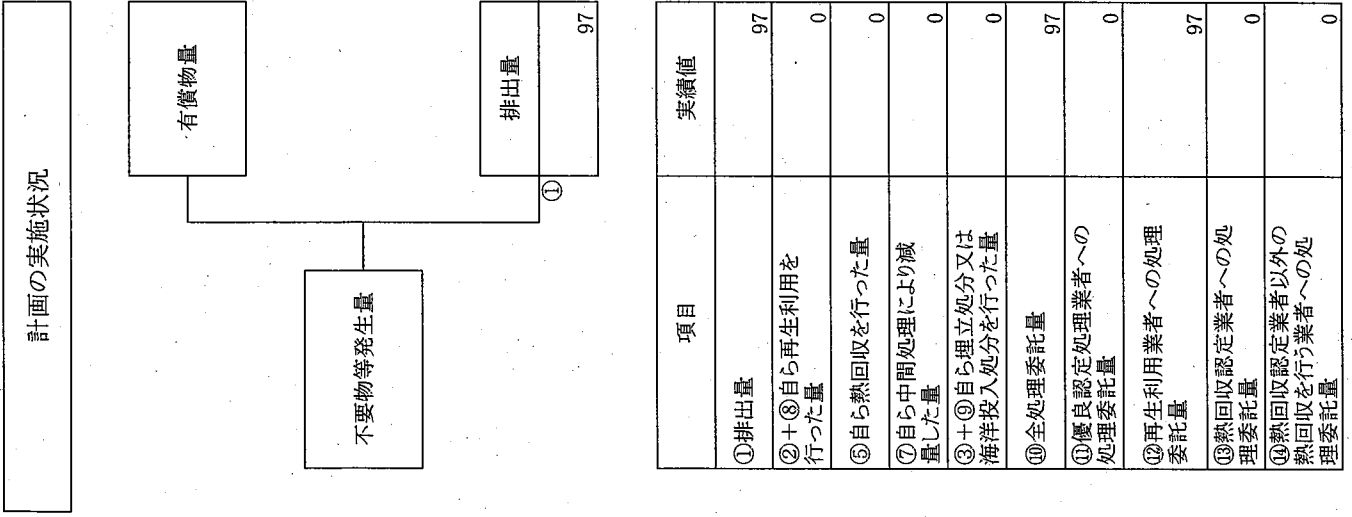 計画の実施状況
有償物量
不要物等発生量
排出量
①
97
項目
実績値
①排出量
97
②+⑧自ら再生利用を
行った量
0
⑤自ら熱回収を行った量
0
⑦自ら中間処理により減
量した量
0
③+⑨自ら埋立処分又は
海洋投入処分を行った量
0
⑩全処理委託量
97
⑪優良認定処理業者への
処理委託量
0
⑫再生利用業者への処理
委託量
97
⑬熱回収認定業者への処
理委託量
0
⑭熱回収認定業者以外の
熱回収を行う業者への処
理委託量
0